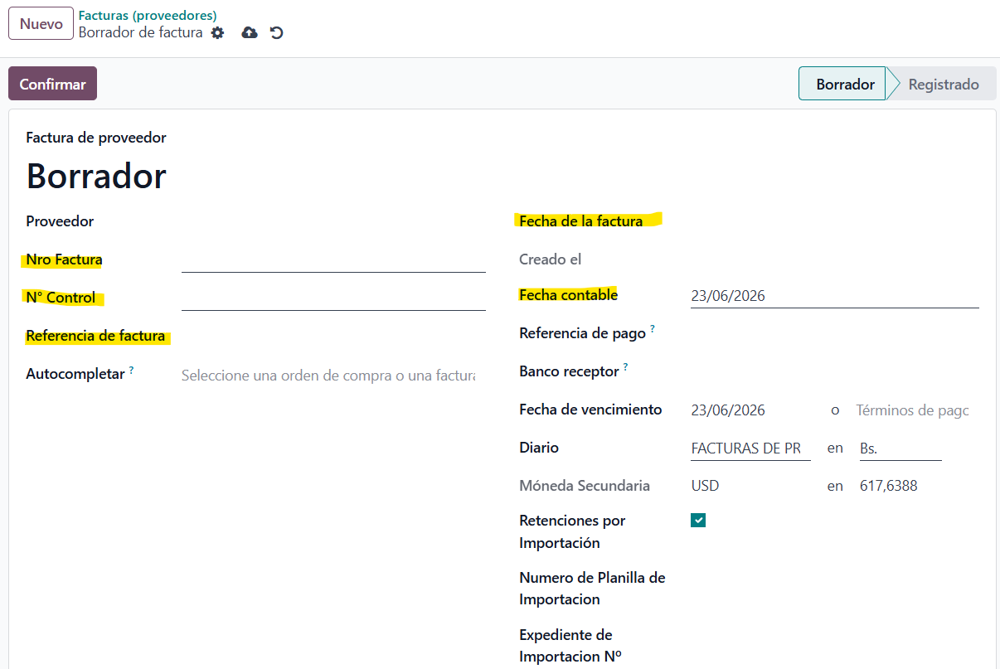 Nuevo
Facturas (proveedores)
Borrador de factura
Confirmar
Borrador
Registrado
Factura de proveedor
Borrador
Proveedor
Nro Factura
N° Control
Referencia de factura
Autocompletar ?
Seleccione una orden de compra o una factura
Fecha de la factura
Creado el
Fecha contable
23/06/2026
Referencia de pago ?
Banco receptor ?
Fecha de vencimiento
23/06/2026
o
Términos de pago
Diario
FACTURAS DE PR
en
Bs.
Móneda Secundaria
USD
en
617,6388
Retenciones por
Importación
Numero de Planilla de
Importacion
Expediente de
Importacion Nº